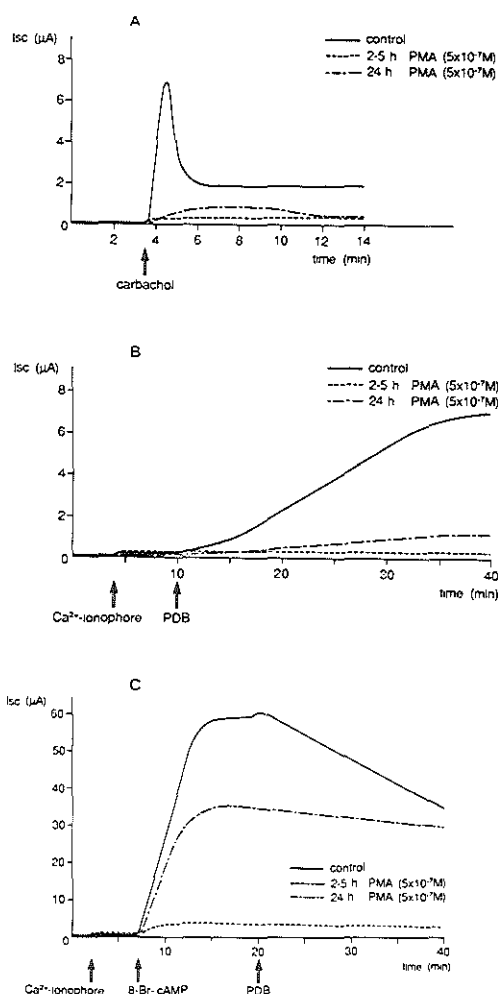 A
Isc (µA)
control
2-5 h PMA (5x10⁻⁷M)
24 h PMA (5x10⁻⁷M)
8
6
4
2
0
2 4 6 8 10 12 14
time (min)
carbachol
B
Isc (µA)
control
2-5 h PMA (5x10⁻⁷M)
24 h PMA (5x10⁻⁷M)
8
6
4
2
0
10 20 30 40
time (min)
Ca²⁺-ionophore PDB
C
Isc (µA)
60
50
40
30
20
10
0
control
2-5 h PMA (5x10⁻⁷M)
24 h PMA (5x10⁻⁷M)
10 20 30 40
time (min)
Ca²⁺-ionophore 8-Br-cAMP PDB